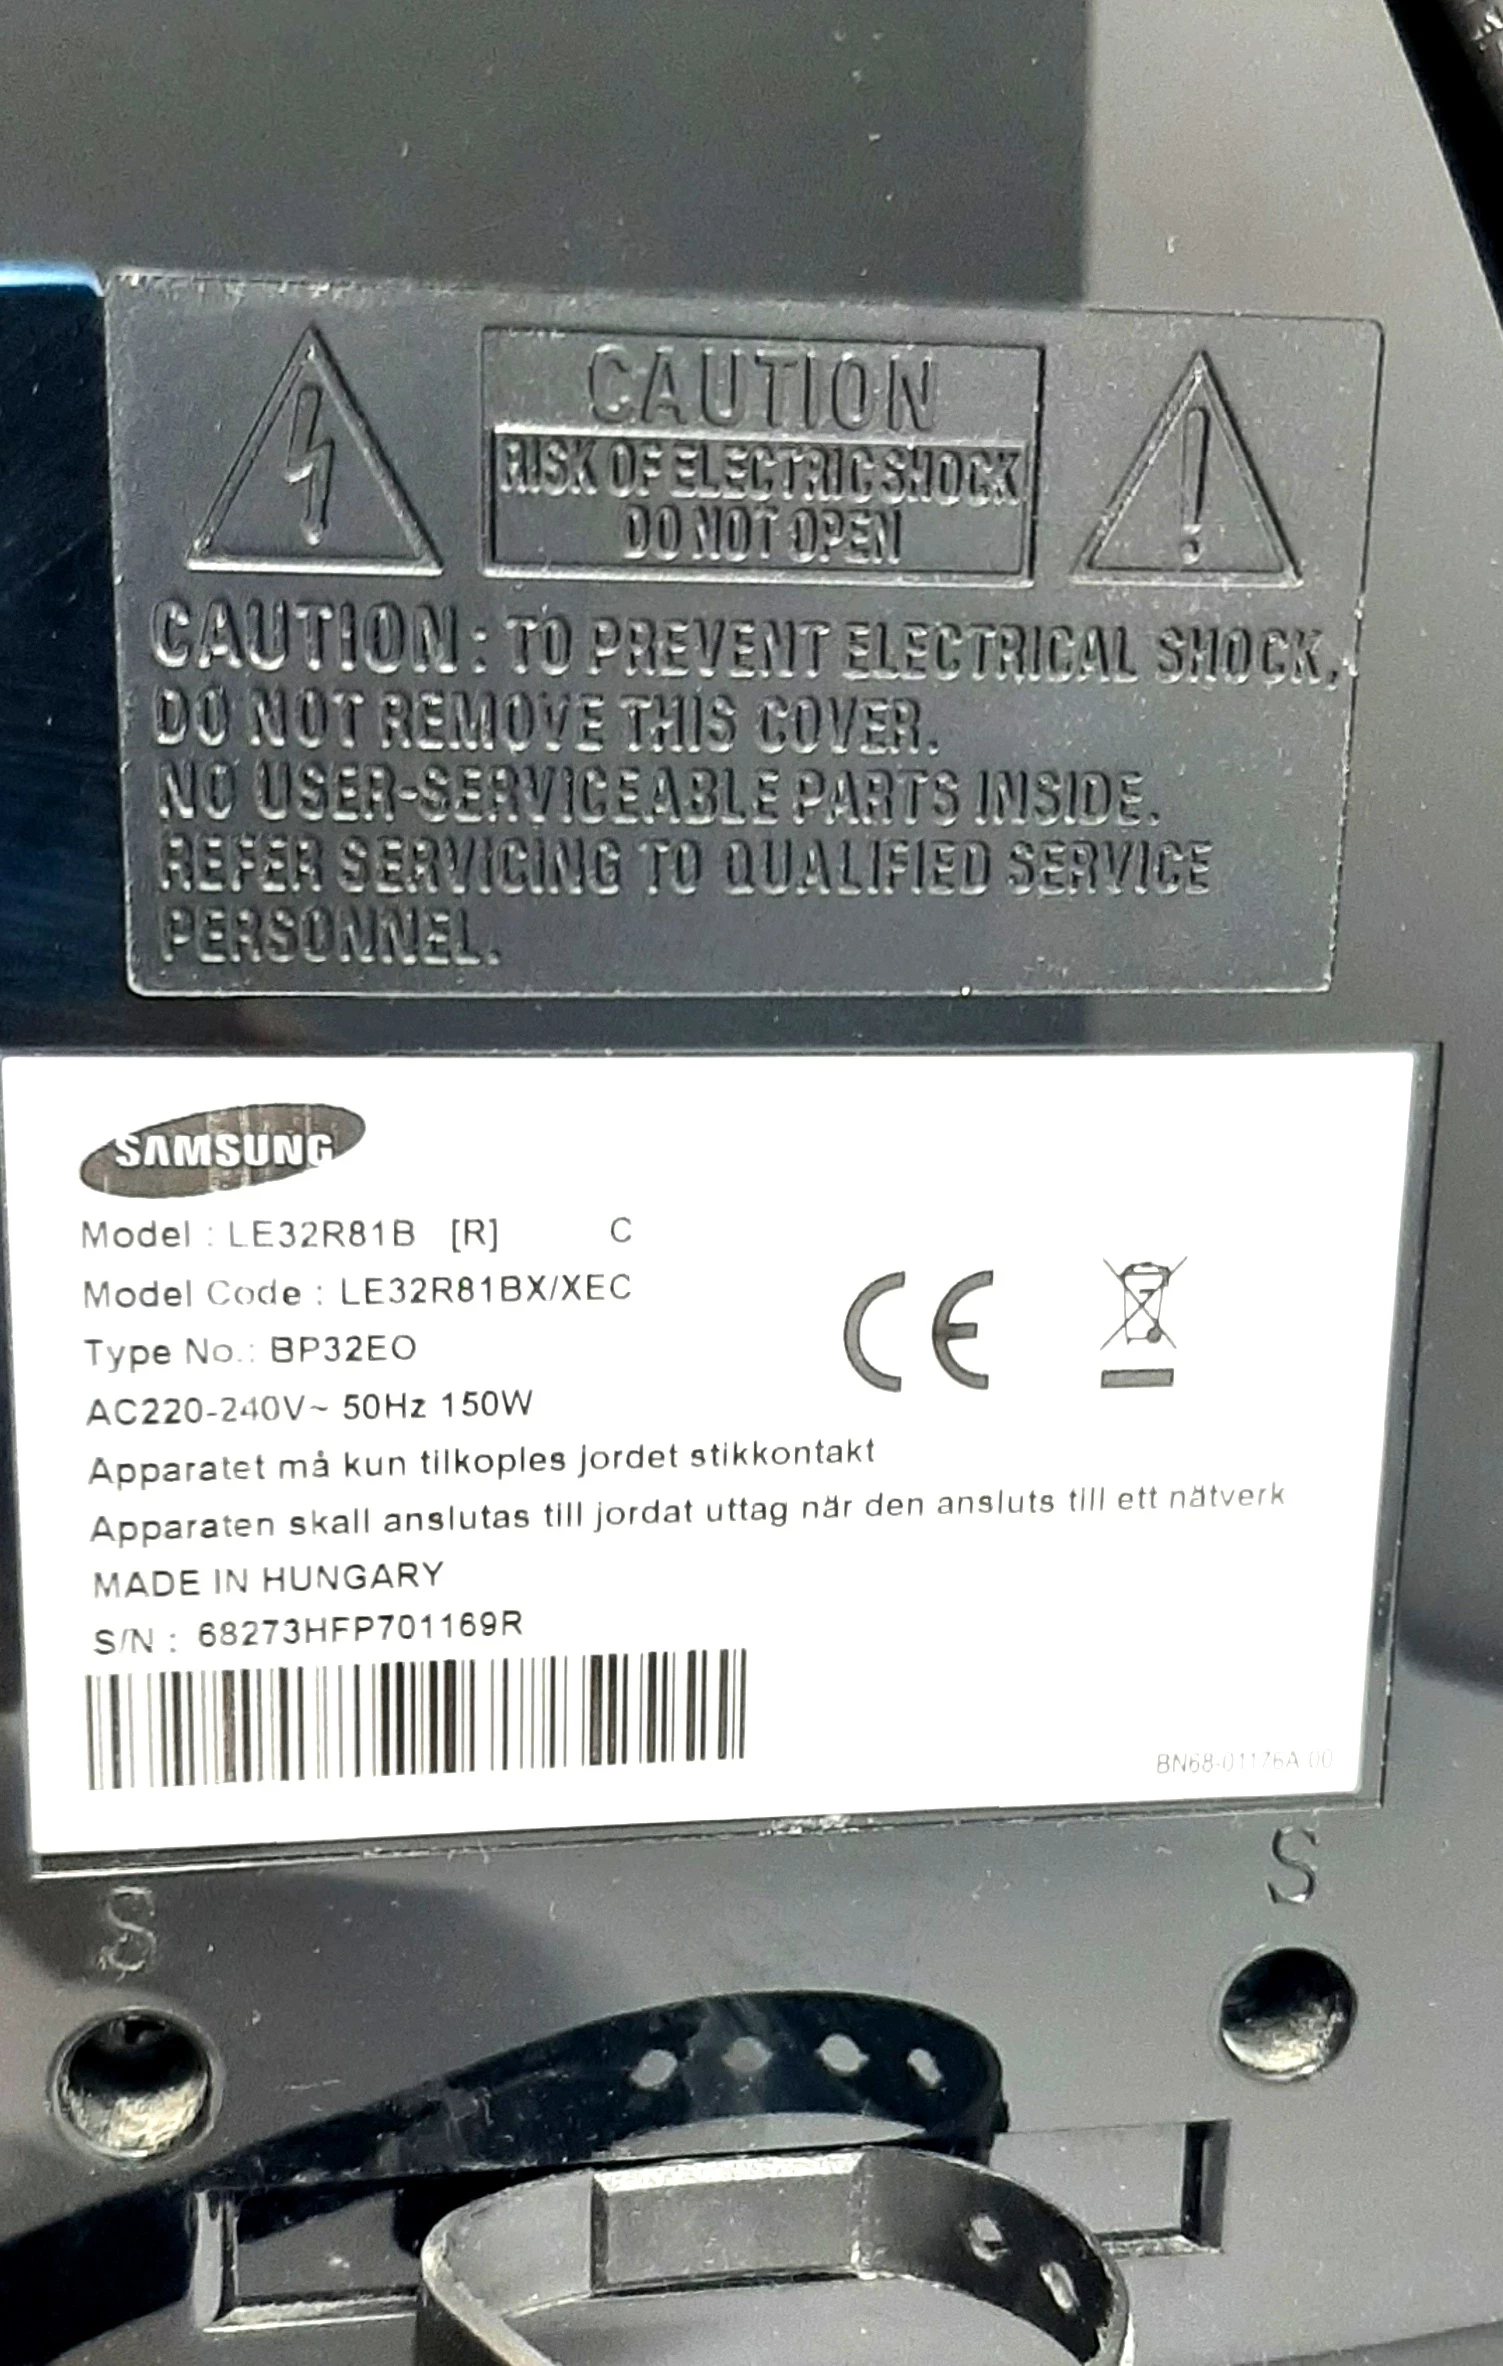 CAUTION
RISK OF ELECTRIC SHOCK
DO NOT OPEN
CAUTION: TO PREVENT ELECTRICAL SHOCK,
DO NOT REMOVE THIS COVER.
NO USER-SERVICEABLE PARTS INSIDE.
REFER SERVICING TO QUALIFIED SERVICE
PERSONNEL.
SAMSUNG
Model : LE32R81B [R] C
Model Code : LE32R81BX/XEC
Type No.: BP32EO
AC220-240V~ 50Hz 150W
CE
Apparatet må kun tilkoples jordet stikkontakt
Apparaten skall anslutas till jordat uttag när den ansluts till ett nätverk
MADE IN HUNGARY
S/N : 68273HFP701169R
BN68-01176A-00
S
S